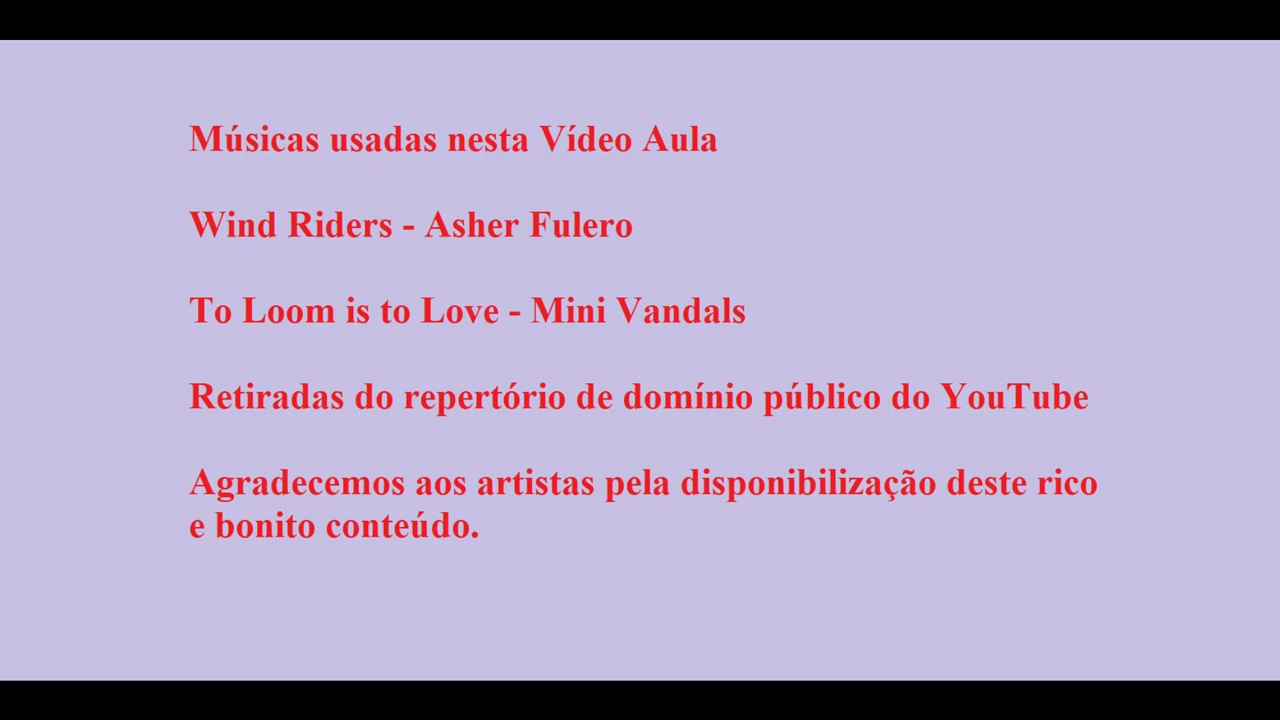 Músicas usadas nesta Vídeo Aula
Wind Riders - Asher Fulero
To Loom is to Love - Mini Vandals
Retiradas do repertório de domínio público do YouTube
Agradecemos aos artistas pela disponibilização deste rico
e bonito conteúdo.